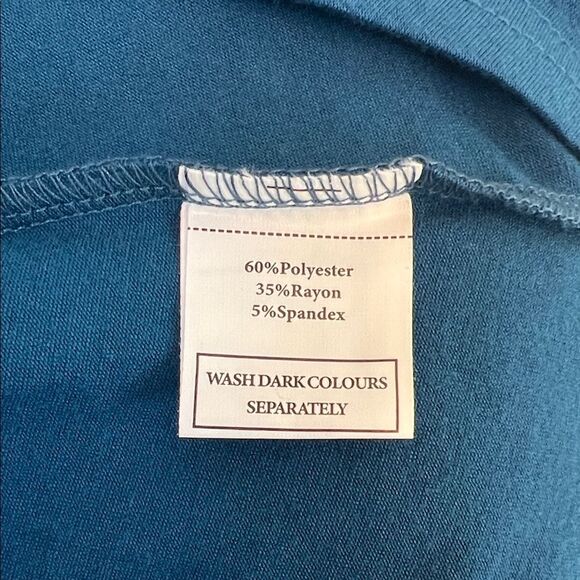 60%Polyester
35%Rayon
5%Spandex
WASH DARK COLOURS
SEPARATELY